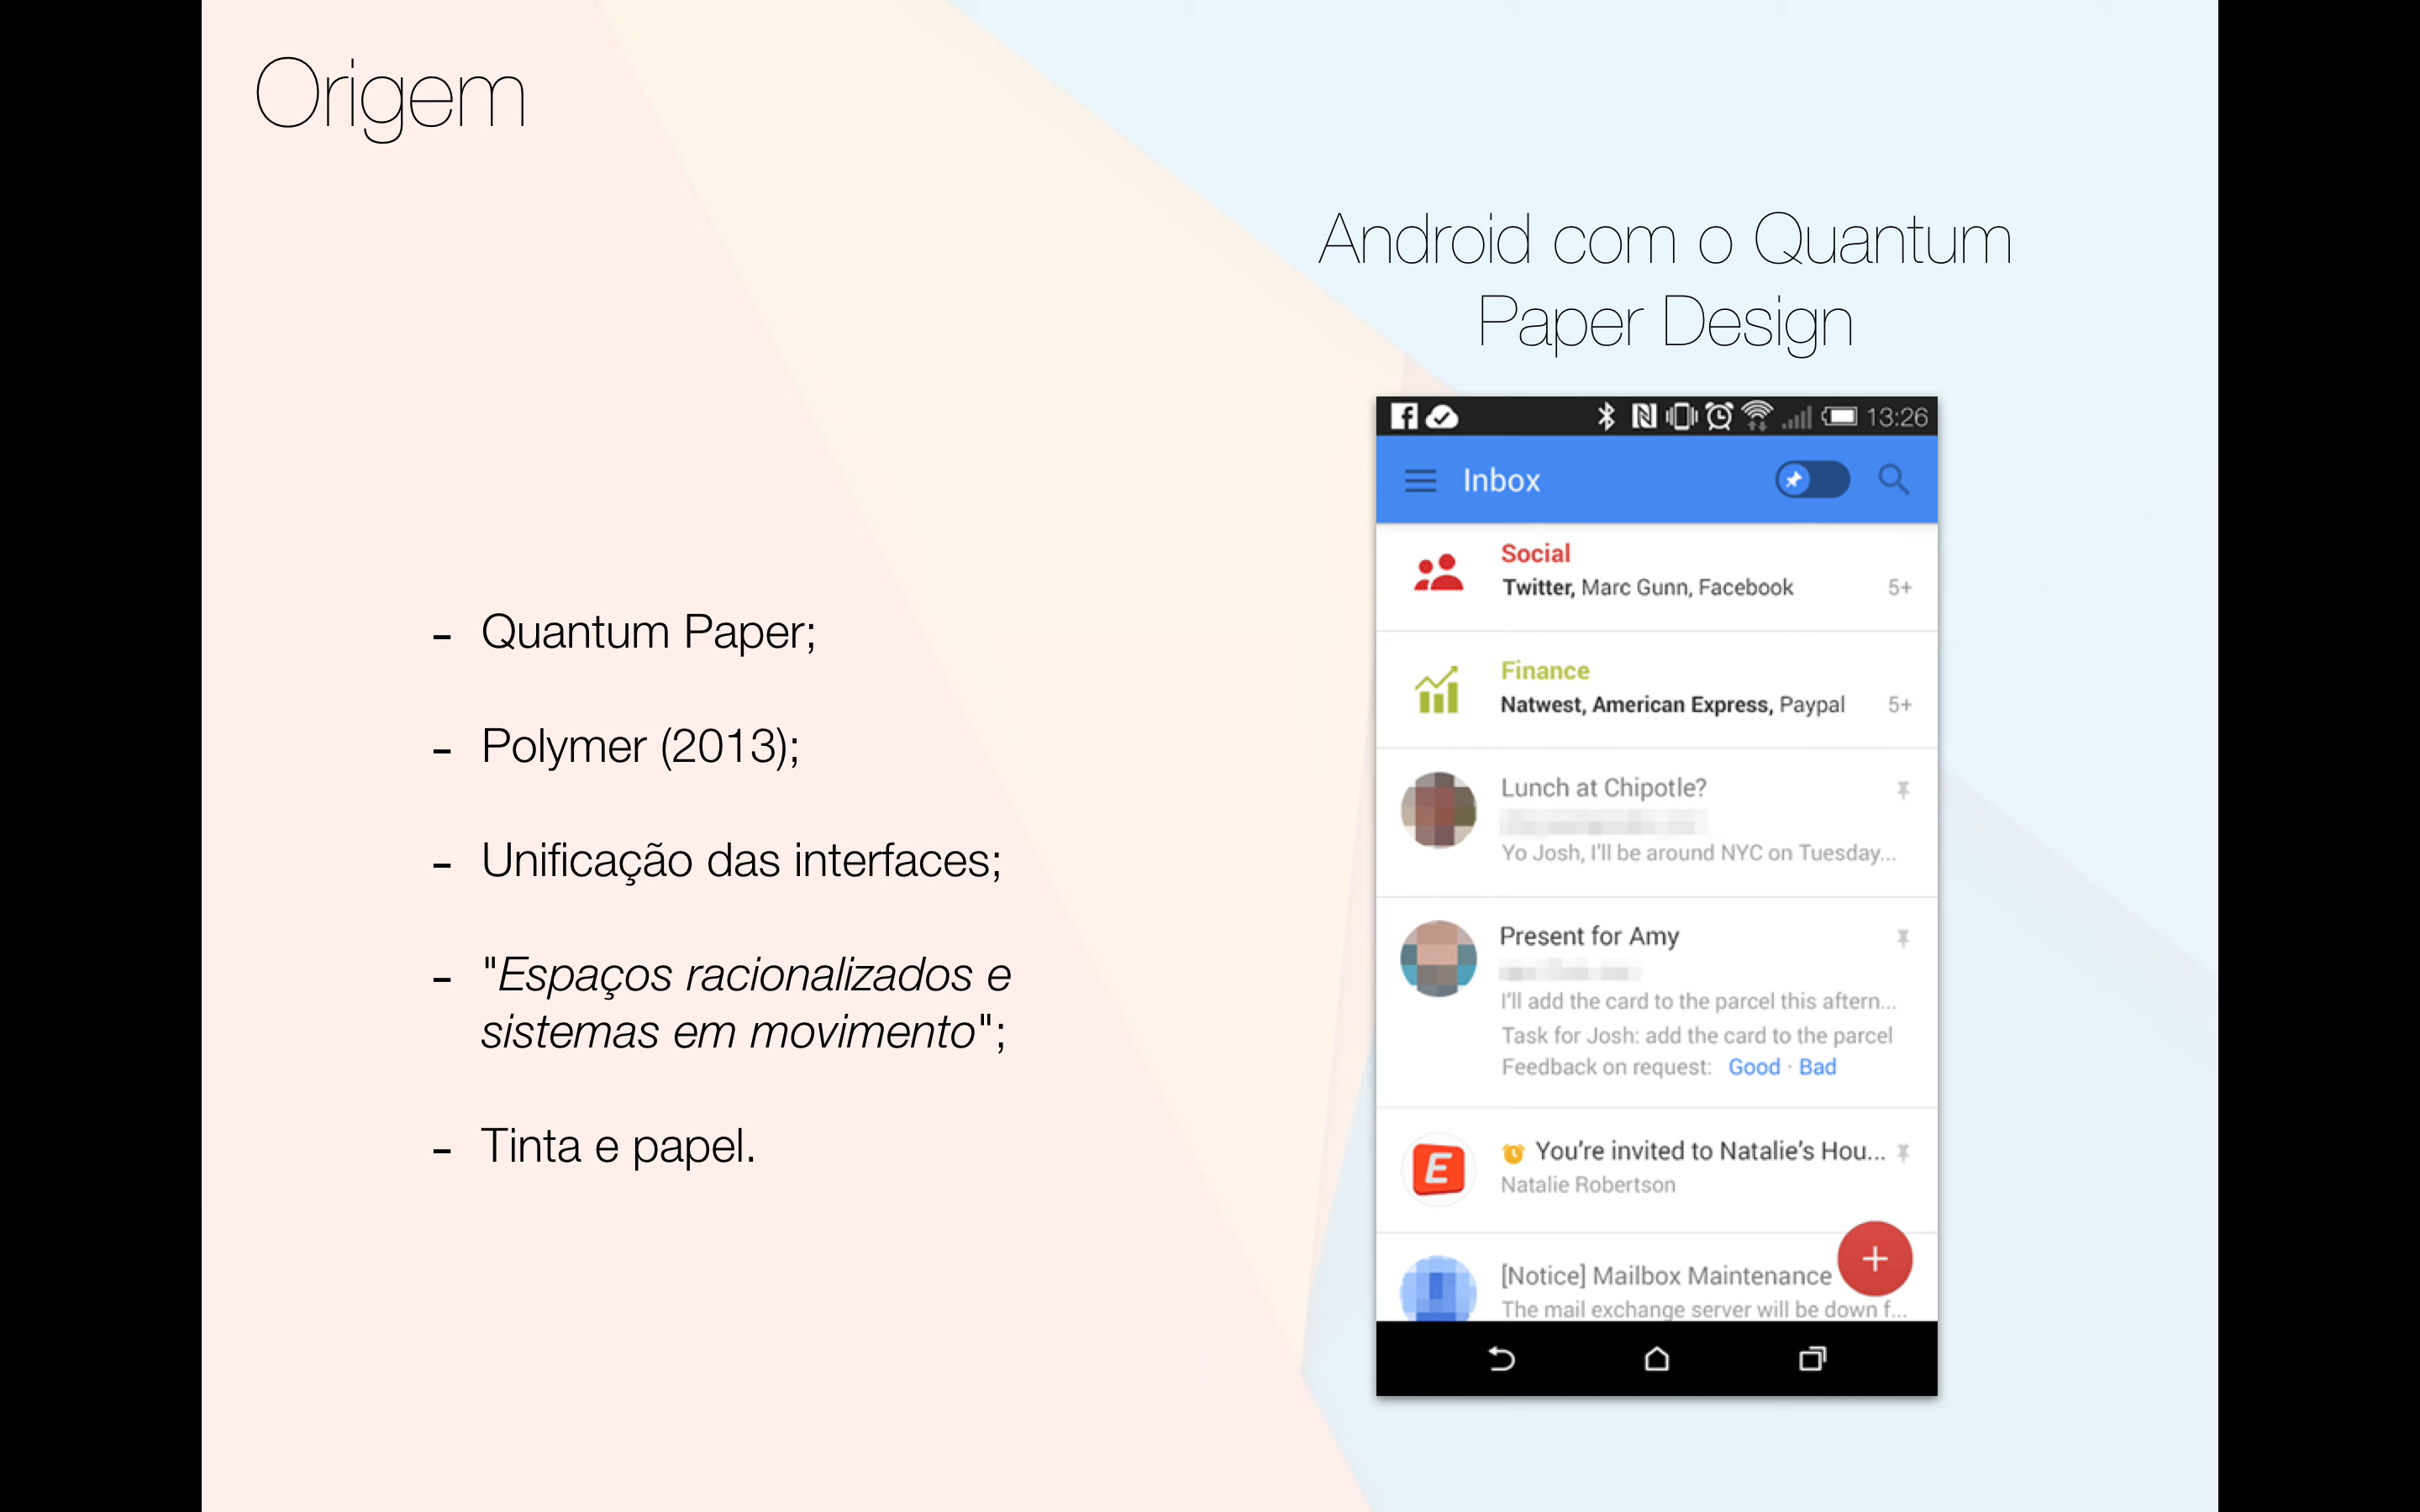 Origem
Android com o Quantum
Paper Design
- Quantum Paper;
- Polymer (2013);
- Unificação das interfaces;
- "Espaços racionalizados e
sistemas em movimento";
- Tinta e papel.
13:26
Inbox
Social
Twitter, Marc Gunn, Facebook 5+
Finance
Natwest, American Express, Paypal 5+
Lunch at Chipotle?
Yo Josh, I'll be around NYC on Tuesday...
Present for Amy
I'll add the card to the parcel this aftern...
Task for Josh: add the card to the parcel
Feedback on request: Good · Bad
E
You're invited to Natalie's Hou...
Natalie Robertson
[Notice] Mailbox Maintenance
The mail exchange server will be down f...